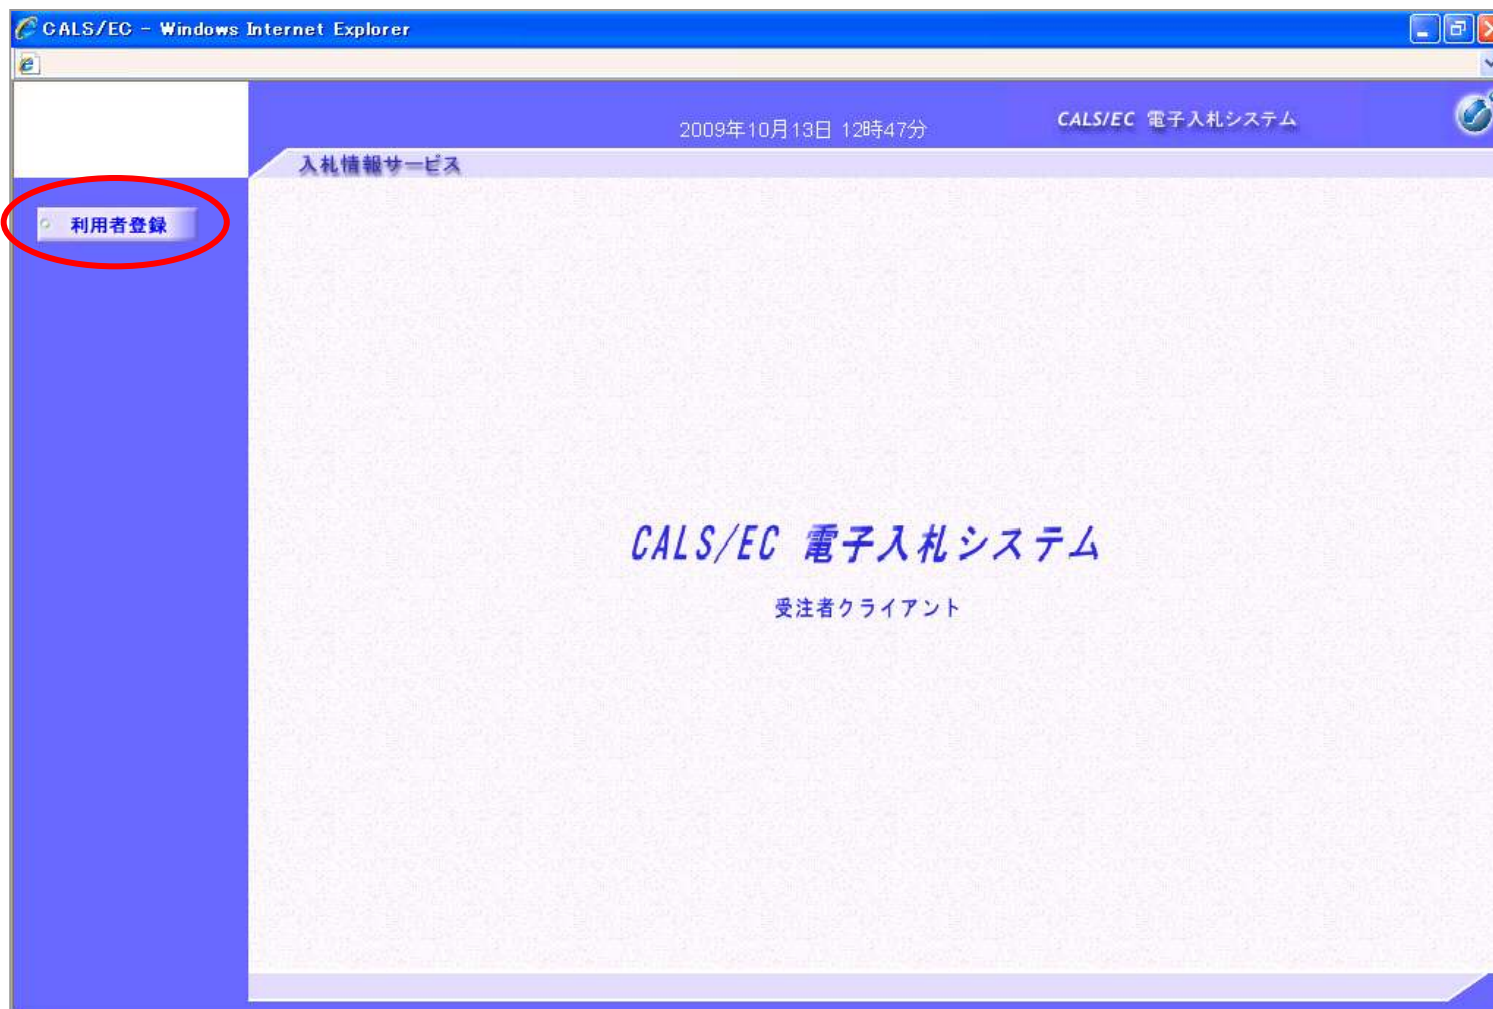 CALS/EC - Windows Internet Explorer
2009年10月13日 12時47分
CALS/EC 電子入札システム
入札情報サービス
利用者登録
CALS/EC 電子入札システム
受注者クライアント